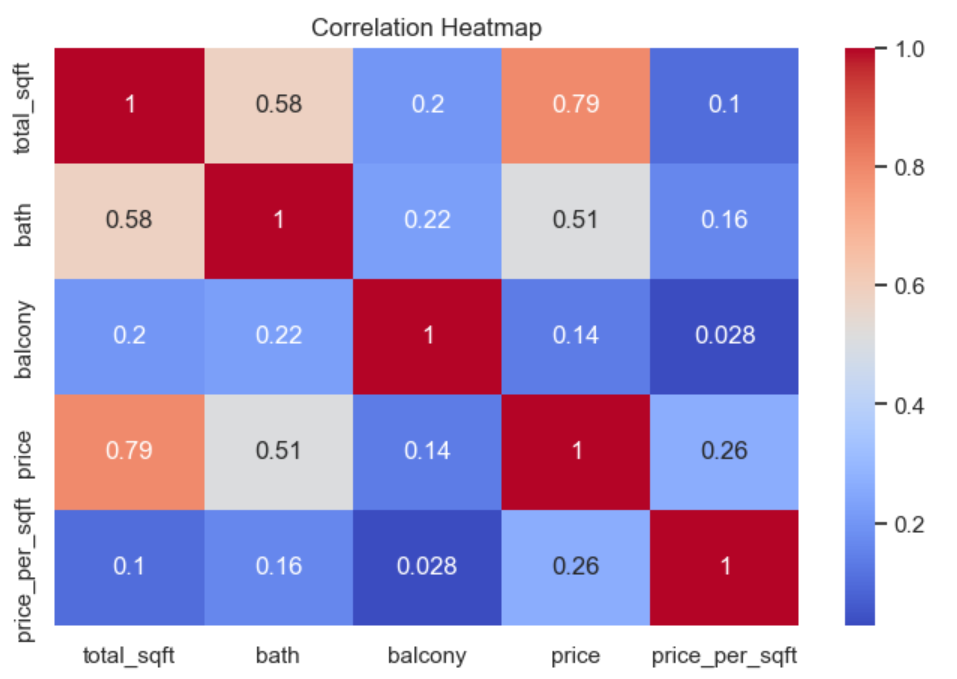 Correlation Heatmap
total_sqft 1 0.58 0.2 0.79 0.1
bath 0.58 1 0.22 0.51 0.16
balcony 0.2 0.22 1 0.14 0.028
price 0.79 0.51 0.14 1 0.26
price_per_sqft 0.1 0.16 0.028 0.26 1
total_sqft bath balcony price price_per_sqft
1.0
0.8
0.6
0.4
0.2